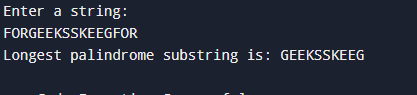 Enter a string:
FORGEEKSSKEEGFOR
Longest palindrome substring is: GEEKSSKEEG